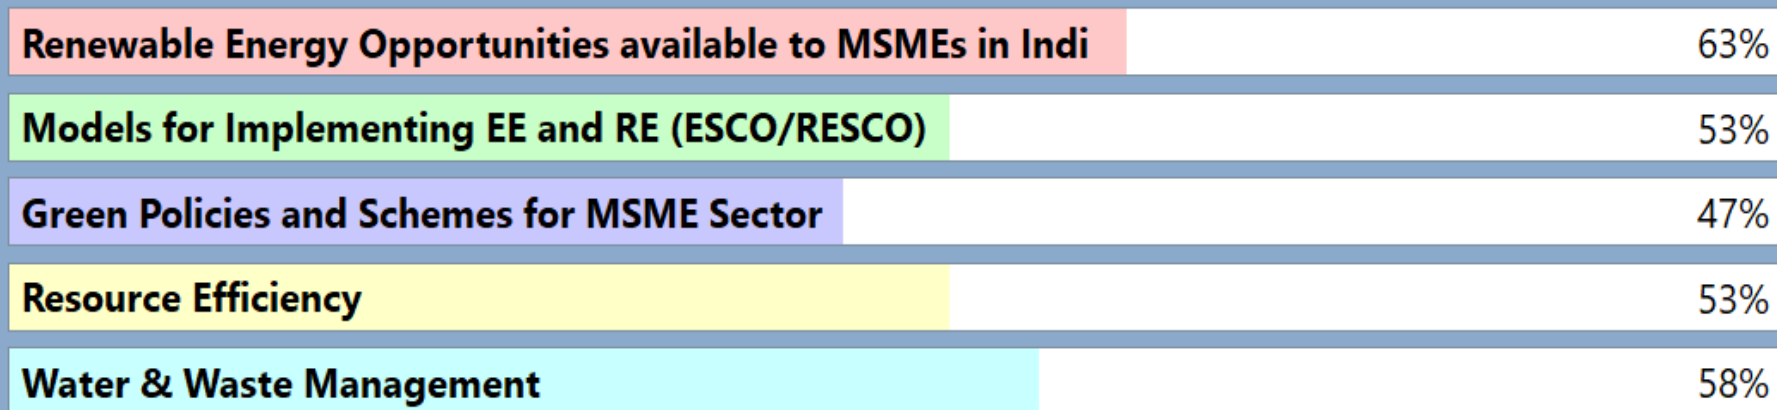 Renewable Energy Opportunities available to MSMEs in Indi 63%
Models for Implementing EE and RE (ESCO/RESCO) 53%
Green Policies and Schemes for MSME Sector 47%
Resource Efficiency 53%
Water & Waste Management 58%